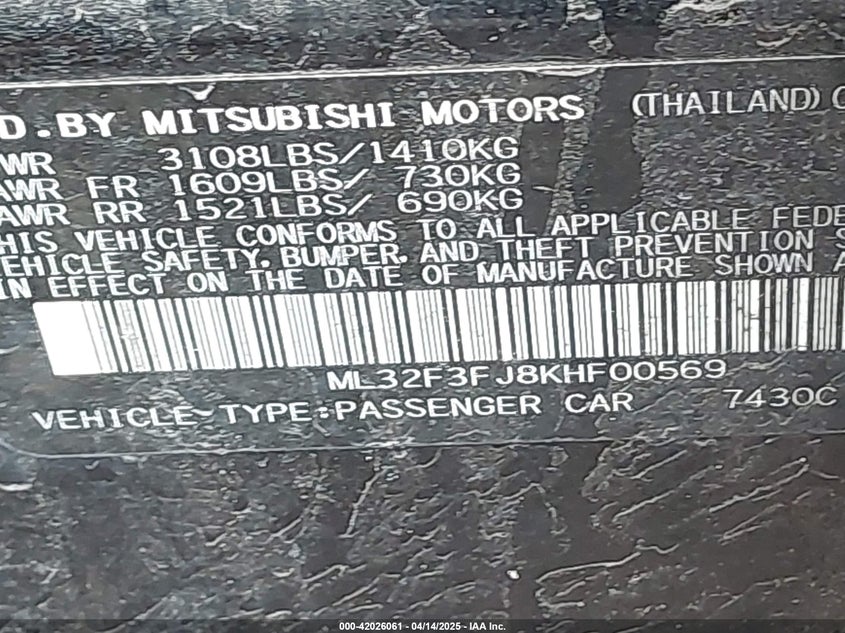 D. BY MITSUBISHI MOTORS (THAILAND) C
WR 3108LBS/1410KG
AWR FR 1609LBS/ 730KG
AWR RR 1521LBS/ 690KG
HIS VEHICLE CONFORMS TO ALL APPLICABLE FEDE
EHICLE SAFETY, BUMPER, AND THEFT PREVENTION S
IN EFFECT ON THE DATE OF MANUFACTURE SHOWN A
ML32F3FJ8KHF00569
VEHICLE-TYPE:PASSENGER CAR 7430C
000-42026061 - 04/14/2025 - IAA Inc.